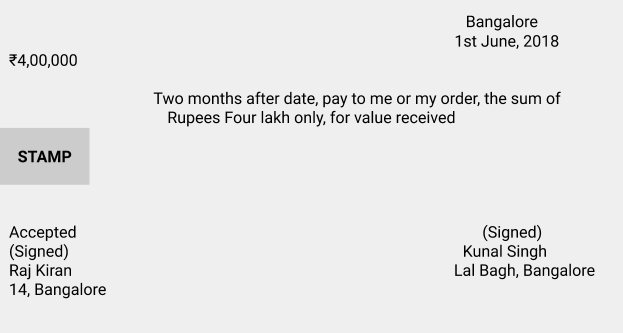 Bangalore
1st June, 2018
₹4,00,000
Two months after date, pay to me or my order, the sum of
Rupees Four lakh only, for value received
STAMP
Accepted
(Signed)
Raj Kiran
14, Bangalore
(Signed)
Kunal Singh
Lal Bagh, Bangalore